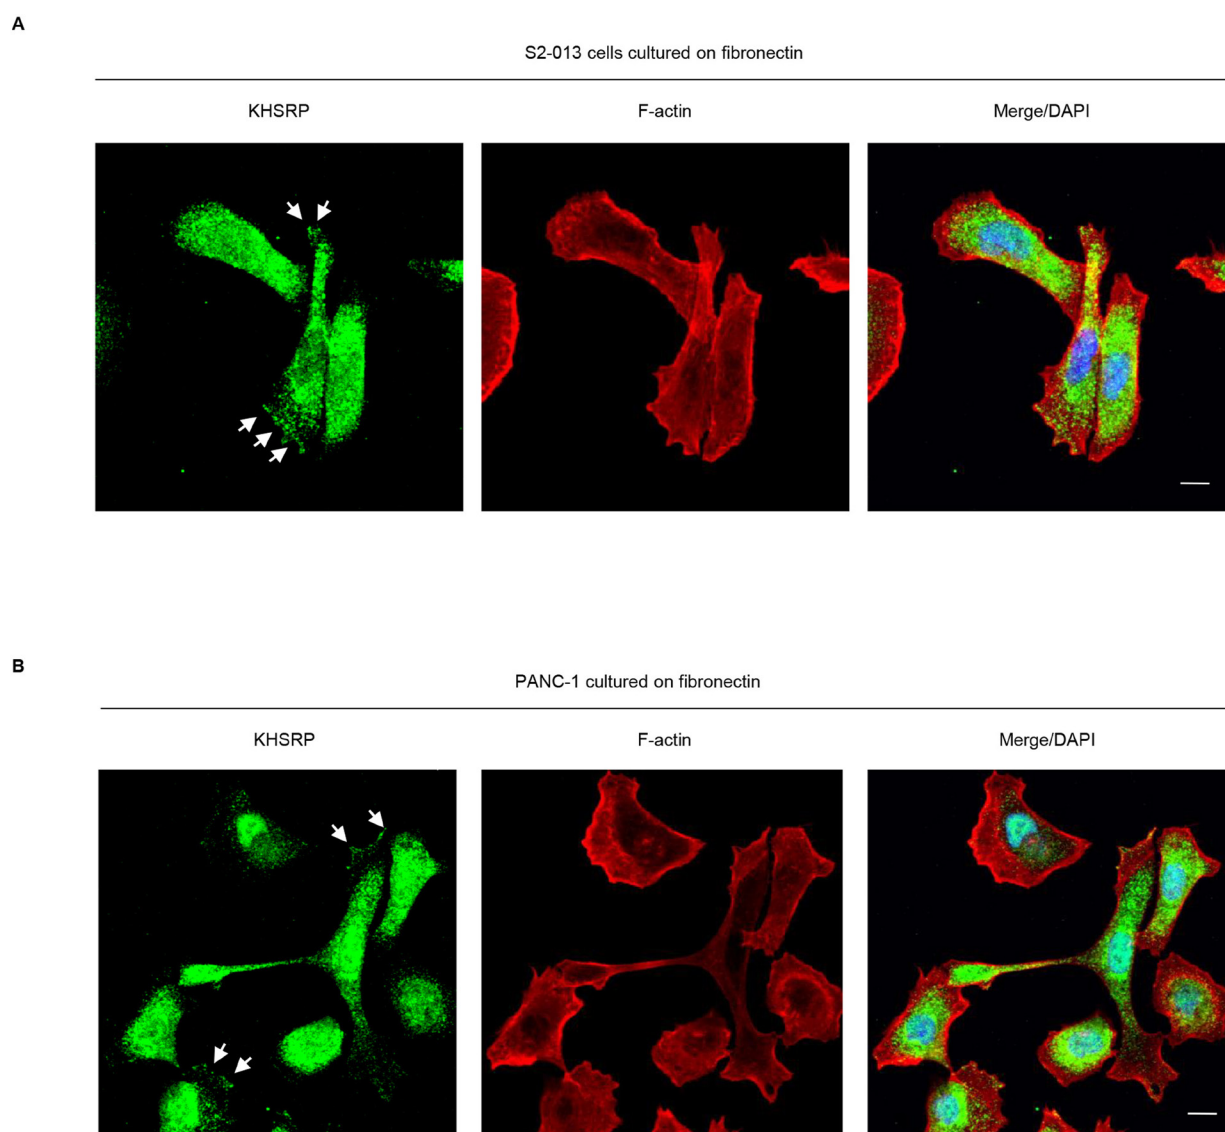 A
S2-013 cells cultured on fibronectin
KHSRP F-actin Merge/DAPI
B
PANC-1 cultured on fibronectin
KHSRP F-actin Merge/DAPI